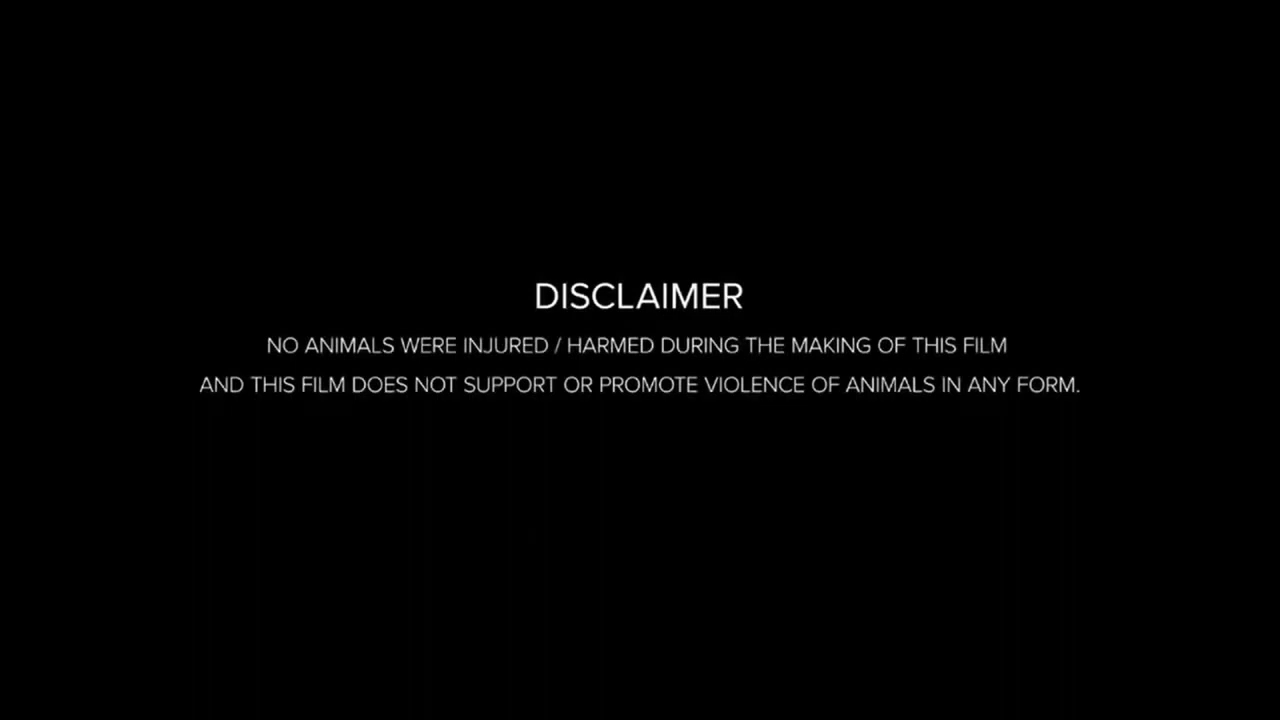 DISCLAIMER
NO ANIMALS WERE INJURED / HARMED DURING THE MAKING OF THIS FILM
AND THIS FILM DOES NOT SUPPORT OR PROMOTE VIOLENCE OF ANIMALS IN ANY FORM.